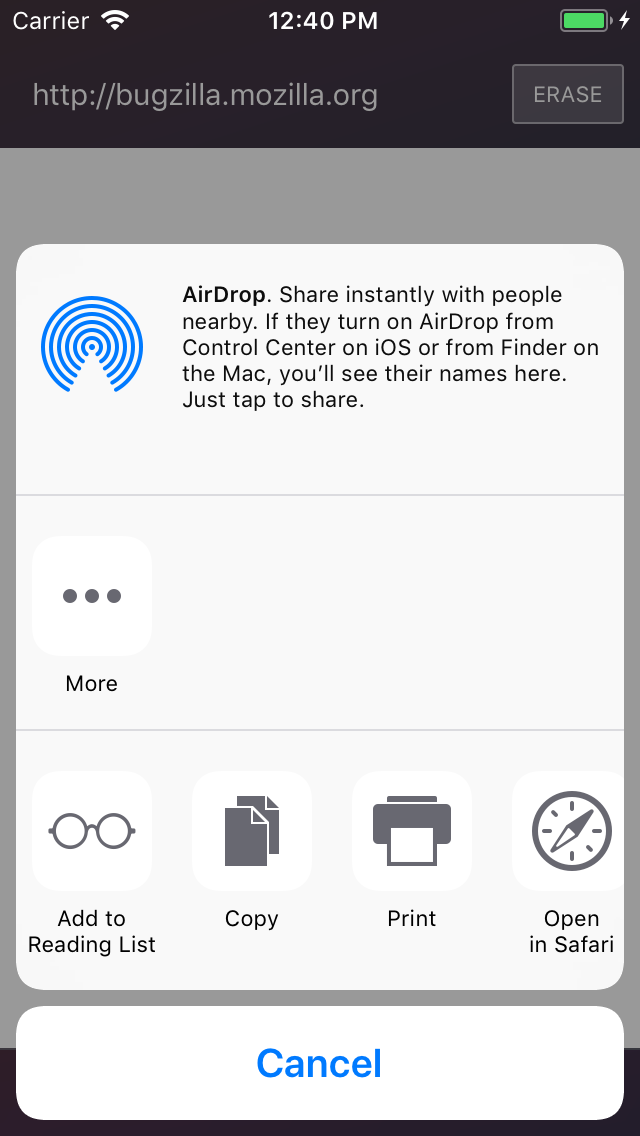 Carrier 12:40 PM
http://bugzilla.mozilla.org ERASE
AirDrop. Share instantly with people
nearby. If they turn on AirDrop from
Control Center on iOS or from Finder on
the Mac, you’ll see their names here.
Just tap to share.
More
Add to
Reading List
Copy
Print
Open
in Safari
Cancel